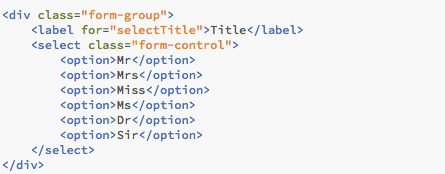 <div class="form-group">
    <label for="selectTitle">Title</label>
    <select class="form-control">
        <option>Mr</option>
        <option>Mrs</option>
        <option>Miss</option>
        <option>Ms</option>
        <option>Dr</option>
        <option>Sir</option>
    </select>
</div>